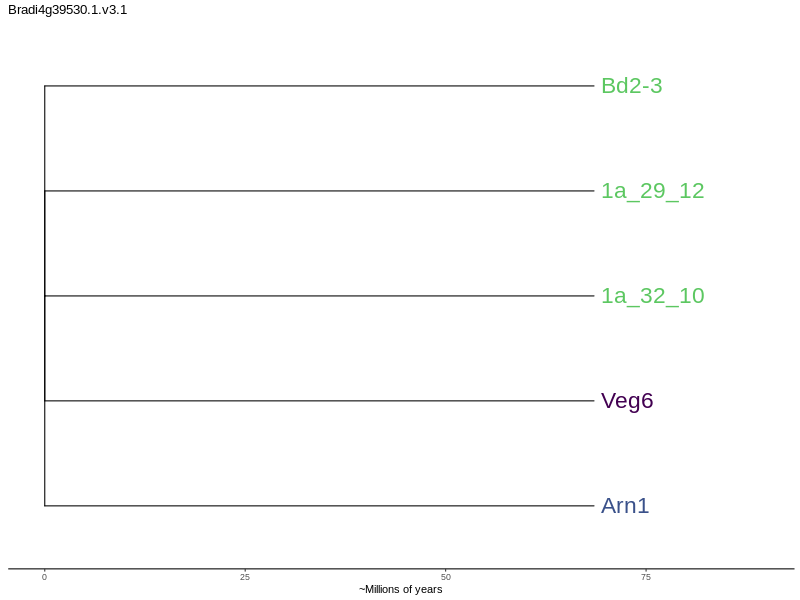 Bradi4g39530.1.v3.1
Bd2-3
1a_29_12
1a_32_10
Veg6
Arn1
0 25 50 75
~Millions of years